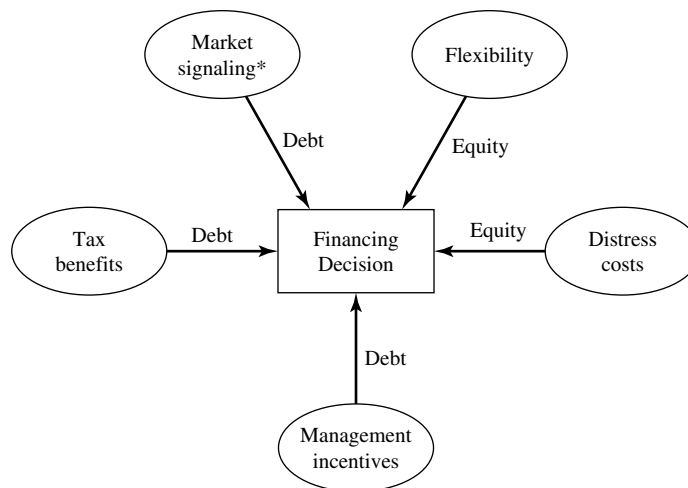 Market
signaling*
Flexibility
Debt
Equity
Tax
benefits
Debt
Financing
Decision
Equity
Distress
costs
Debt
Management
incentives